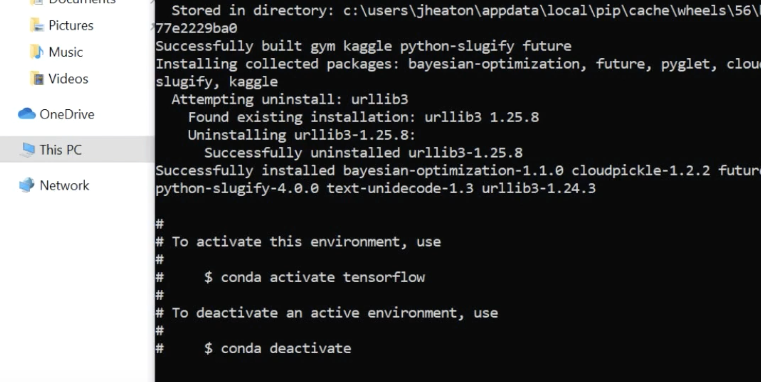 Documents
Pictures
Music
Videos
OneDrive
This PC
Network
Stored in directory: c:\users\jheaton\appdata\local\pip\cache\wheels\56\
77e2229ba0
Successfully built gym kaggle python-slugify future
Installing collected packages: bayesian-optimization, future, pyglet,
slugify, kaggle
Attempting uninstall: urllib3
Found existing installation: urllib3 1.25.8
Uninstalling urllib3-1.25.8:
Successfully uninstalled urllib3-1.25.8
Successfully installed bayesian-optimization-1.1.0 cloudpickle-1.2.2
python-slugify-4.0.0 text-unidecode-1.3 urllib3-1.24.3
#
# To activate this environment, use
#
# $ conda activate tensorflow
#
# To deactivate an active environment, use
#
# $ conda deactivate